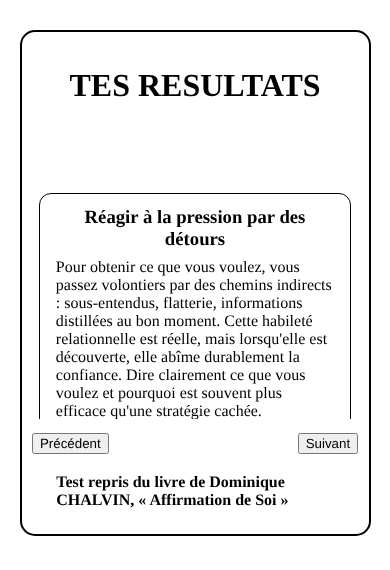 TES RESULTATS
Réagir à la pression par des
détours
Pour obtenir ce que vous voulez, vous
passez volontiers par des chemins indirects
: sous-entendus, flatterie, informations
distillées au bon moment. Cette habileté
relationnelle est réelle, mais lorsqu'elle est
découverte, elle abîme durablement la
confiance. Dire clairement ce que vous
voulez et pourquoi est souvent plus
efficace qu'une stratégie cachée.
Précédent
Suivant
Test repris du livre de Dominique
CHALVIN, « Affirmation de Soi »